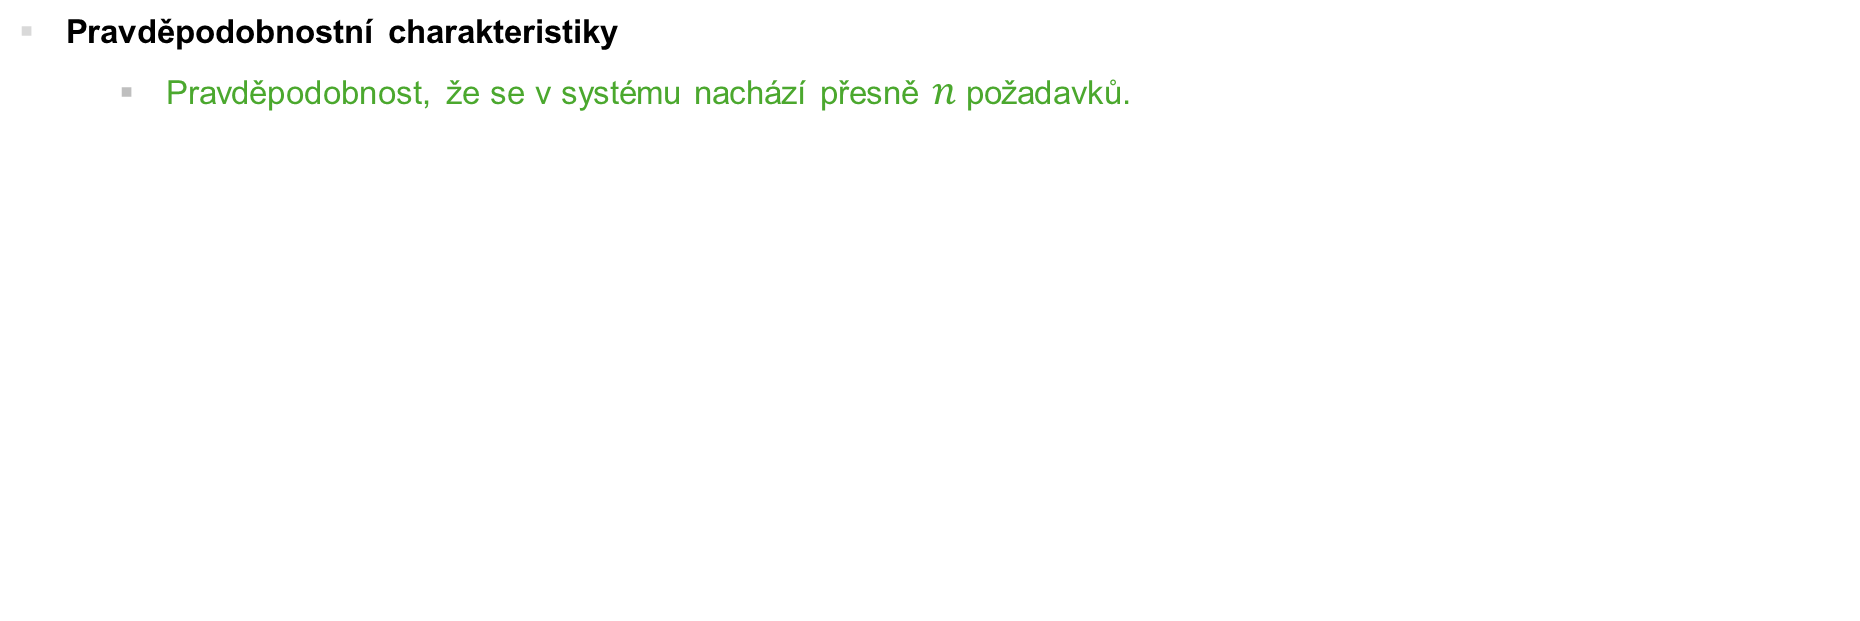 Pravděpodobnostní charakteristiky
Pravděpodobnost, že se v systému nachází přesně n požadavků.